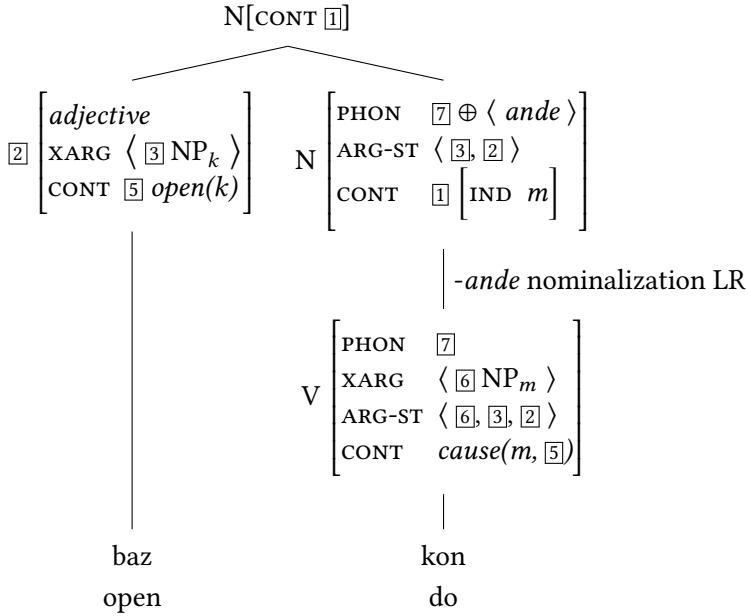 N[CONT 1]
2 [adjective
XARG ⟨ 3 NP_k ⟩
CONT 5 open(k)]
N [PHON 7 ⊕ ⟨ ande ⟩
ARG-ST ⟨ 3, 2 ⟩
CONT 1 [IND m]]
-ande nominalization LR
V [PHON 7
XARG ⟨ 6 NP_m ⟩
ARG-ST ⟨ 6, 3, 2 ⟩
CONT cause(m, 5)]
baz kon
open do